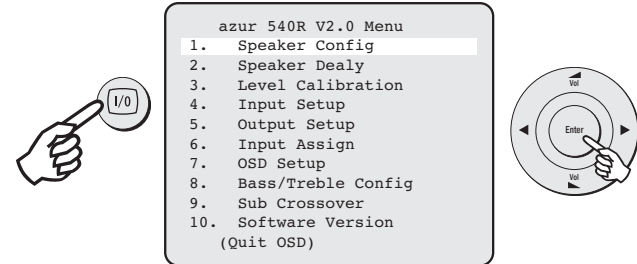 azur 540R V2.0 Menu
1. Speaker Config
2. Speaker Dealy
3. Level Calibration
4. Input Setup
5. Output Setup
6. Input Assign
7. OSD Setup
8. Bass/Treble Config
9. Sub Crossover
10. Software Version
(Quit OSD)
I/0
Vol
Enter
Vol